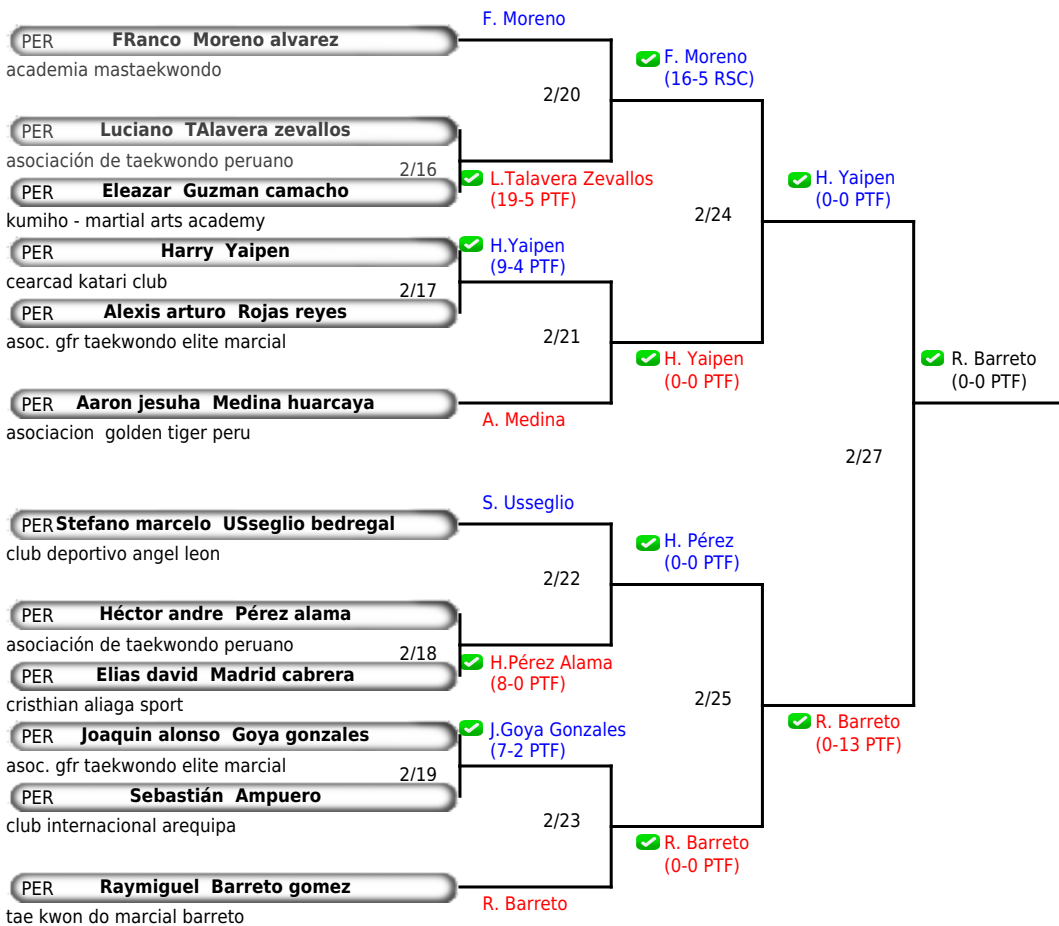 F. Moreno
PER FRanco Moreno alvarez
academia mastaekwondo
F. Moreno
(16-5 RSC)
2/20
PER Luciano TAlavera zevallos
asociación de taekwondo peruano
2/16
L.Talavera Zevallos
(19-5 PTF)
PER Eleazar Guzman camacho
kumiho - martial arts academy
H. Yaipen
(0-0 PTF)
2/24
PER Harry Yaipen
cearcad katari club
H.Yaipen
(9-4 PTF)
2/17
PER Alexis arturo Rojas reyes
asoc. gfr taekwondo elite marcial
2/21
H. Yaipen
(0-0 PTF)
R. Barreto
(0-0 PTF)
PER Aaron jesuha Medina huarcaya
asociacion golden tiger peru
A. Medina
2/27
S. Usseglio
PER Stefano marcelo USseglio bedregal
club deportivo angel leon
H. Pérez
(0-0 PTF)
2/22
PER Héctor andre Pérez alama
asociación de taekwondo peruano
2/18
H.Pérez Alama
(8-0 PTF)
PER Elias david Madrid cabrera
cristhian aliaga sport
2/25
R. Barreto
(0-13 PTF)
PER Joaquin alonso Goya gonzales
asoc. gfr taekwondo elite marcial
J.Goya Gonzales
(7-2 PTF)
2/19
PER Sebastián Ampuero
club internacional arequipa
2/23
R. Barreto
(0-0 PTF)
PER Raymiguel Barreto gomez
tae kwon do marcial barreto
R. Barreto